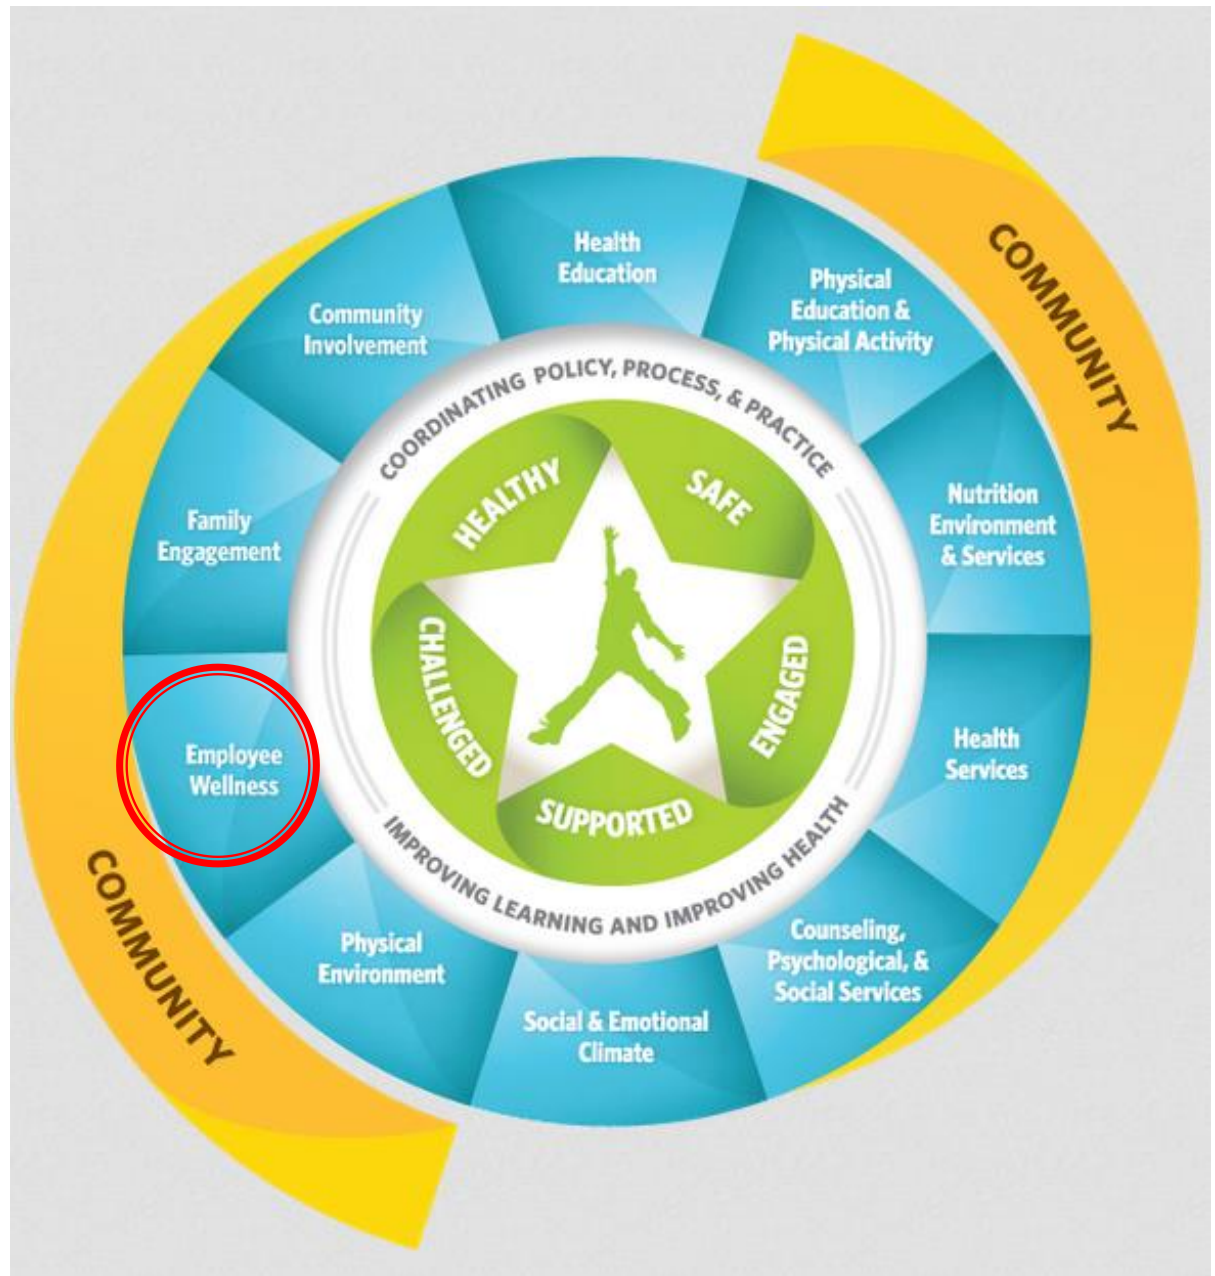 COMMUNITY
Health
Education
Physical
Education &
Physical Activity
Nutrition
Environment
& Services
Health
Services
Counseling,
Psychological, &
Social Services
Social & Emotional
Climate
Physical
Environment
Employee
Wellness
Family
Engagement
Community
Involvement
COORDINATING POLICY, PROCESS, & PRACTICE
IMPROVING LEARNING AND IMPROVING HEALTH
HEALTHY
SAFE
ENGAGED
SUPPORTED
CHALLENGED
COMMUNITY